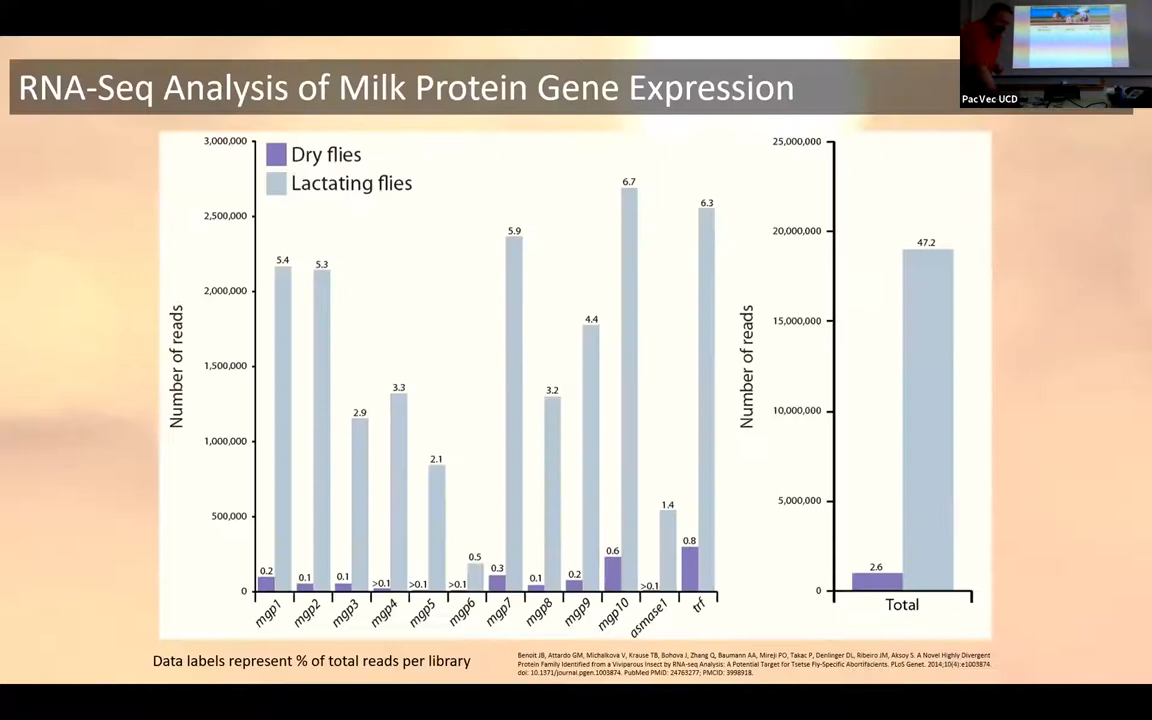 RNA-Seq Analysis of Milk Protein Gene Expression
PacVec UCD
3,000,000
2,500,000
2,000,000
1,500,000
1,000,000
500,000
0
Number of reads
Dry flies
Lactating flies
0.2
5.4
0.1
5.3
0.1
2.9
>0.1
3.3
>0.1
2.1
>0.1
0.5
0.3
5.9
0.1
3.2
0.2
4.4
0.6
6.7
>0.1
1.4
0.8
6.3
mgp1
mgp2
mgp3
mgp4
mgp5
mgp6
mgp7
mgp8
mgp9
mgp10
asmase1
trf
25,000,000
20,000,000
15,000,000
10,000,000
5,000,000
0
Number of reads
2.6
47.2
Total
Data labels represent % of total reads per library
Benoit JB, Attardo GM, Michalkova V, Krause TB, Bohova J, Zhang Q, Baumann AA, Mireji PO, Takac P, Denlinger DL, Ribeiro JM, Aksoy S. A Novel Highly Divergent
Protein Family Identified from a Viviparous Insect by RNA-seq Analysis: A Potential Target for Tsetse Fly-Specific Abortifacients. PLoS Genet. 2014;10(4):e1003874.
doi: 10.1371/journal.pgen.1003874. PubMed PMID: 24763277; PMCID: 3998918.